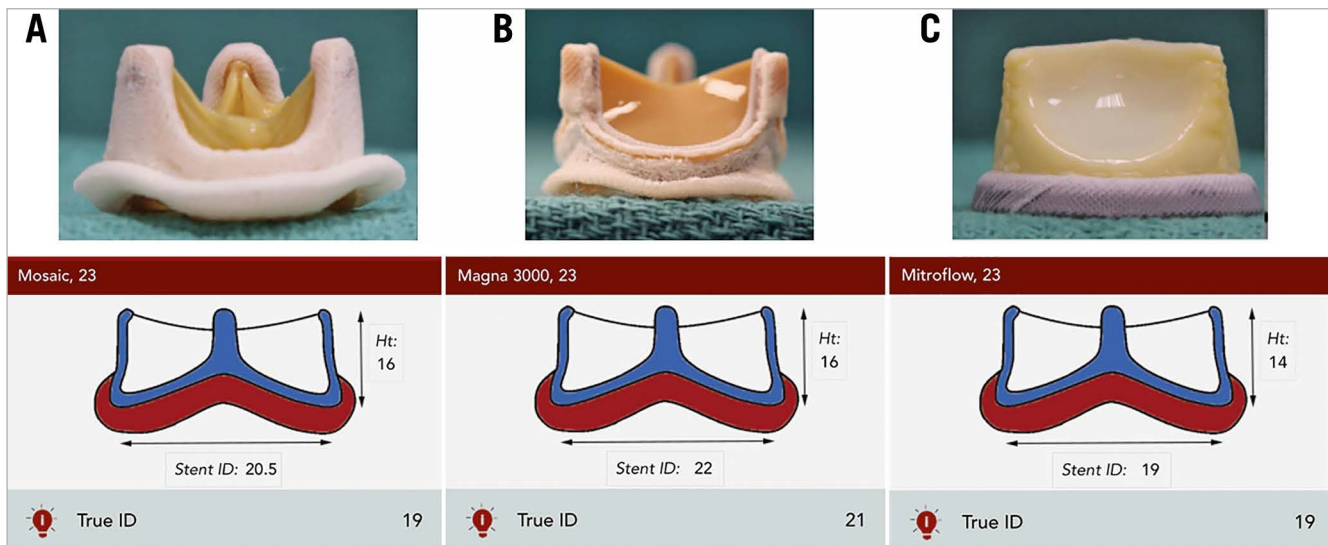 A
B
C
Mosaic, 23
Ht:
16
Stent ID: 20.5
True ID 19
Magna 3000, 23
Ht:
16
Stent ID: 22
True ID 21
Mitroflow, 23
Ht:
14
Stent ID: 19
True ID 19